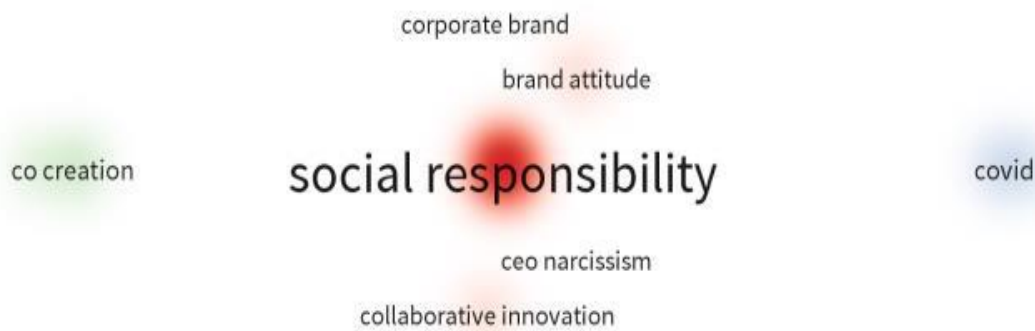 corporate brand
brand attitude
co creation
social responsibility
covid
ceo narcissism
collaborative innovation